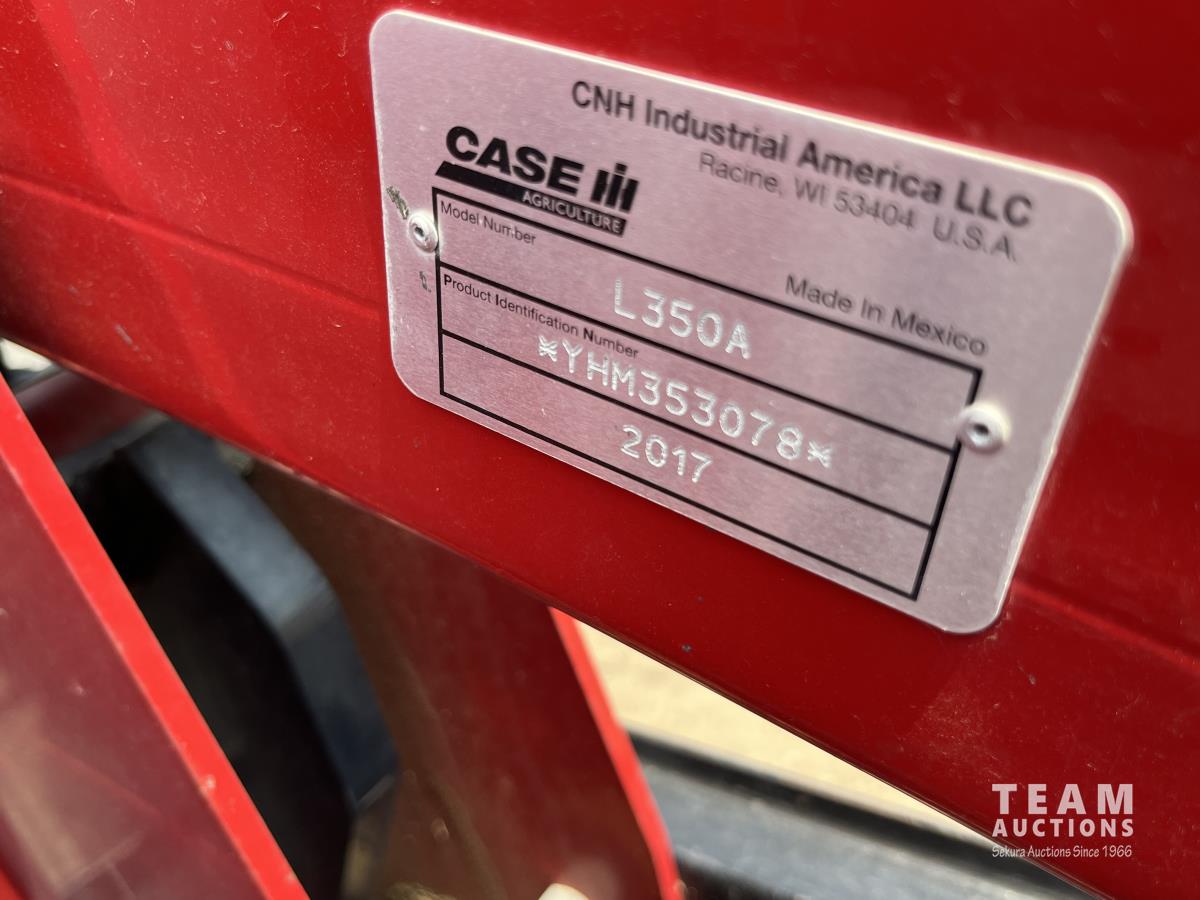 CNH Industrial America LLC
Racine, WI 53404 U.S.A.
CASE IH
AGRICULTURE
Made In Mexico
Model Number
L350A
Product Identification Number
*YHM353078*
2017
TEAM
AUCTIONS
Sekura Auctions Since 1966